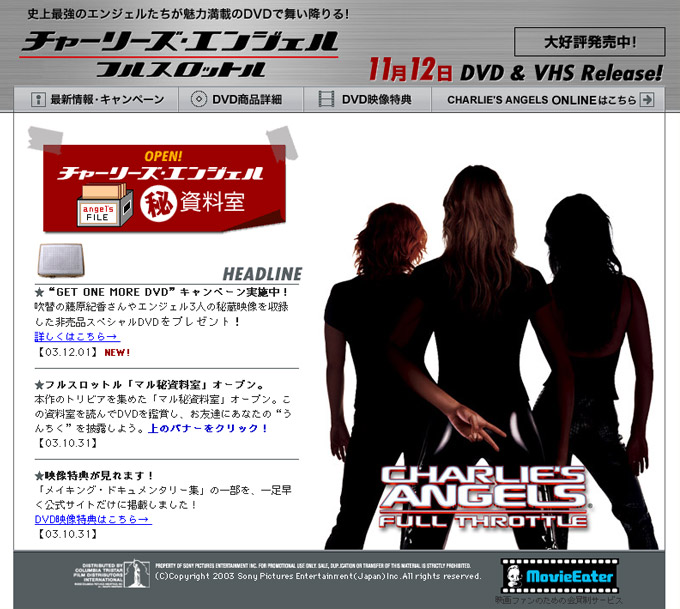 史上最強のエンジェルたちが魅力満載のDVDで舞い降りる!
チャーリーズ・エンジェル
フルスロットル
大好評発売中!
11月12日 DVD & VHS Release!
最新情報・キャンペーン
DVD商品詳細
DVD映像特典
CHARLIE'S ANGELS ONLINEはこちら
OPEN!
チャーリーズ・エンジェル
angel's
FILE
㊙資料室
HEADLINE
★“GET ONE MORE DVD”キャンペーン実施中!
吹替の藤原紀香さんやエンジェル3人の秘蔵映像を収録
した非売品スペシャルDVDをプレゼント!
詳しくはこちら→
【03.12.01】 NEW!
★フルスロットル「マル秘資料室」オープン。
本作のトリビアを集めた「マル秘資料室」オープン。こ
の資料室を読んでDVDを鑑賞し、お友達にあなたの“う
んちく”を披露しよう。上のバナーをクリック!
【03.10.31】
★映像特典が見れます!
「メイキング・ドキュメンタリー集」の一部を、一足早
く公式サイトだけに掲載しました!
DVD映像特典はこちら→
【03.10.31】
CHARLIE'S
ANGELS
FULL THROTTLE
DISTRIBUTED BY
COLUMBIA TRISTAR
FILM DISTRIBUTORS
INTERNATIONAL
PROPERTY OF SONY PICTURES ENTERTAINMENT INC. FOR PROMOTIONAL USE ONLY. SALE, DUPLICATION OR TRANSFER OF THIS MATERIAL IS STRICTLY PROHIBITED.
(C)Copyright 2003 Sony Pictures Entertainment(Japan)Inc.All rights reserved.
MovieEater
映画ファンのための会員制サービス